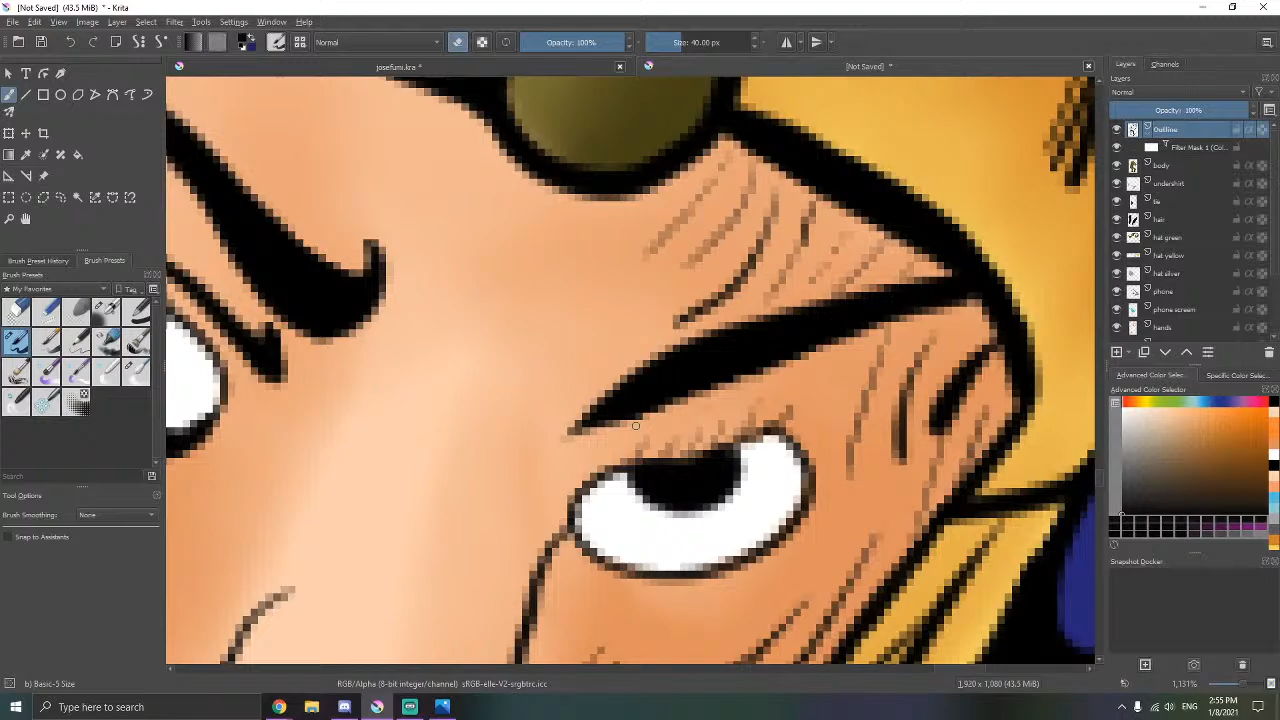 [Not Saved] (43.5 MiB) * - Krita
File Edit View Image Layer Select Filter Tools Settings Window Help
Normal Opacity: 100% Size: 40.00 px
josefumi.kra * [Not Saved] *
Layers Channels
Layers
Normal
Opacity: 100%
Outline
Filter Mask 1 (Col...
body
undershirt
tie
hair
hat green
hat yellow
hat silver
phone
phone screen
hands
Brush Preset History Brush Presets
Brush Presets
My Favorites Tag
Search
Tool Options
Brush Smoothing: None
Snap to Assistants
Advanced Color Selec... Specific Color Selec...
Advanced Color Selector
Snapshot Docker
b) Basic-5 Size RGB/Alpha (8-bit integer/channel) sRGB-elle-V2-srgbtrc.icc 1,920 x 1,080 (43.5 MiB) 1,131%
Type here to search ENG 2:55 PM
1/8/2021